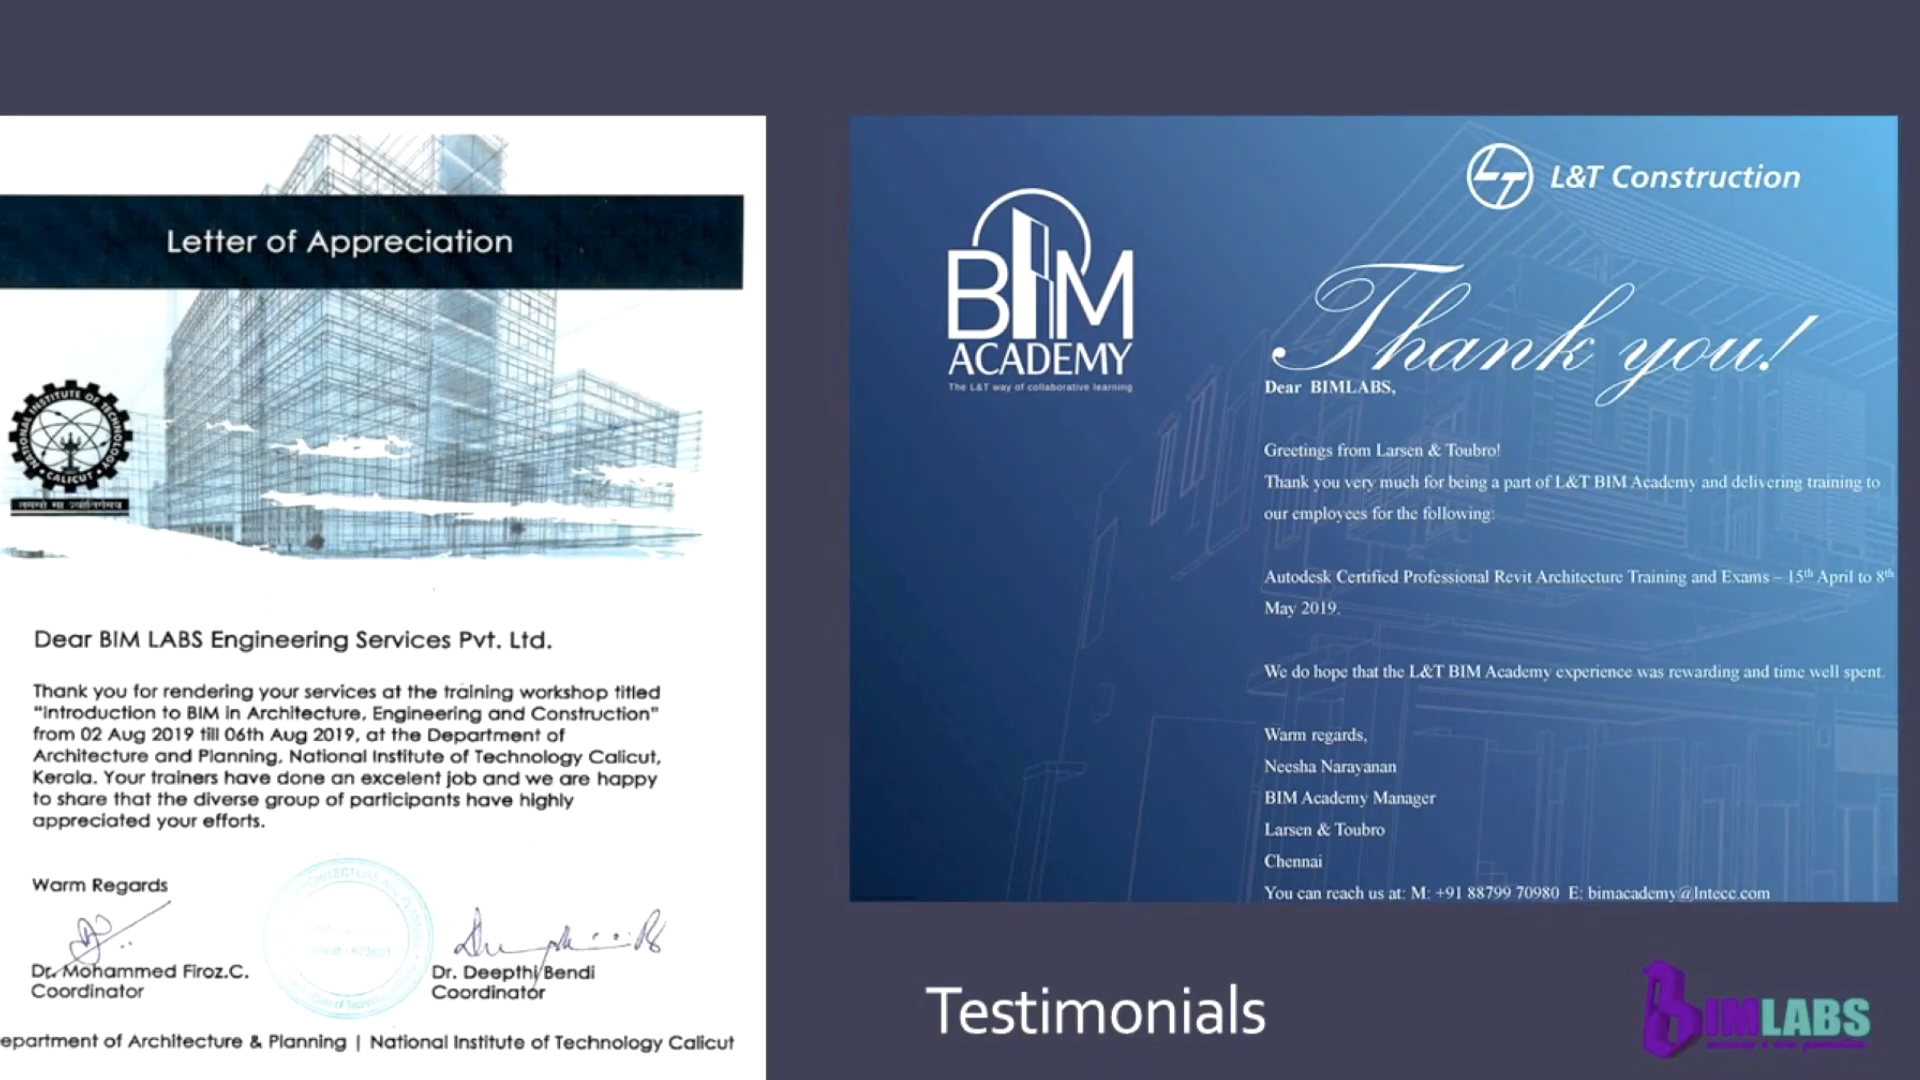 Letter of Appreciation
NATIONAL INSTITUTE OF TECHNOLOGY
CALICUT
तमसो मा ज्योतिर्गमय
Dear BIM LABS Engineering Services Pvt. Ltd.
Thank you for rendering your services at the training workshop titled
"Introduction to BIM in Architecture, Engineering and Construction"
from 02 Aug 2019 till 06th Aug 2019, at the Department of
Architecture and Planning, National Institute of Technology Calicut,
Kerala. Your trainers have done an excelent job and we are happy
to share that the diverse group of participants have highly
appreciated your efforts.
Warm Regards
Dr. Mohammed Firoz.C.
Coordinator
Dr. Deepthi Bendi
Coordinator
epartment of Architecture & Planning | National Institute of Technology Calicut
L&T Construction
BIM
ACADEMY
The L&T way of collaborative learning
Thank you!
Dear BIMLABS,
Greetings from Larsen & Toubro!
Thank you very much for being a part of L&T BIM Academy and delivering training to
our employees for the following:
Autodesk Certified Professional Revit Architecture Training and Exams – 15th April to 8th
May 2019.
We do hope that the L&T BIM Academy experience was rewarding and time well spent.
Warm regards,
Neesha Narayanan
BIM Academy Manager
Larsen & Toubro
Chennai
You can reach us at: M: +91 88799 70980 E: bimacademy@lntecc.com
Testimonials
BIMLABS